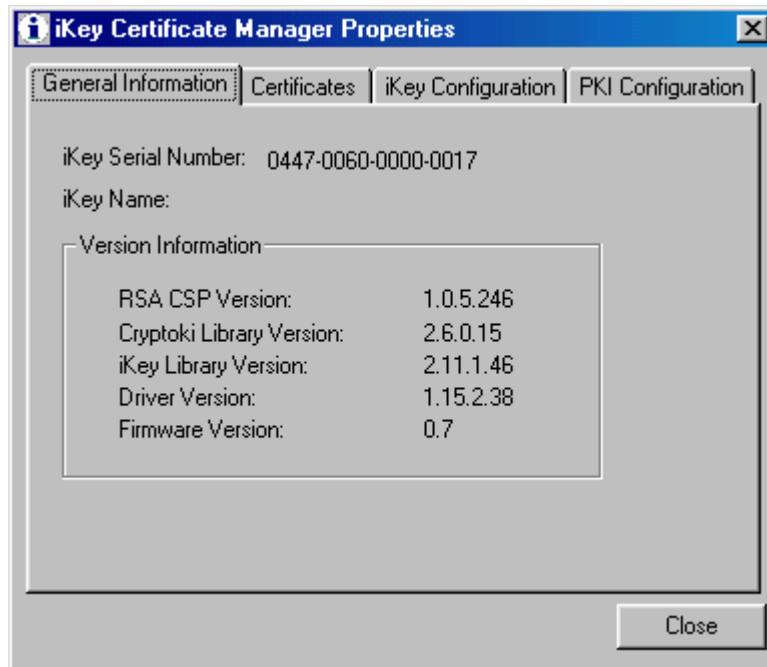 iKey Certificate Manager Properties
General Information Certificates iKey Configuration PKI Configuration
iKey Serial Number: 0447-0060-0000-0017
iKey Name:
Version Information
RSA CSP Version: 1.0.5.246
Cryptoki Library Version: 2.6.0.15
iKey Library Version: 2.11.1.46
Driver Version: 1.15.2.38
Firmware Version: 0.7
Close